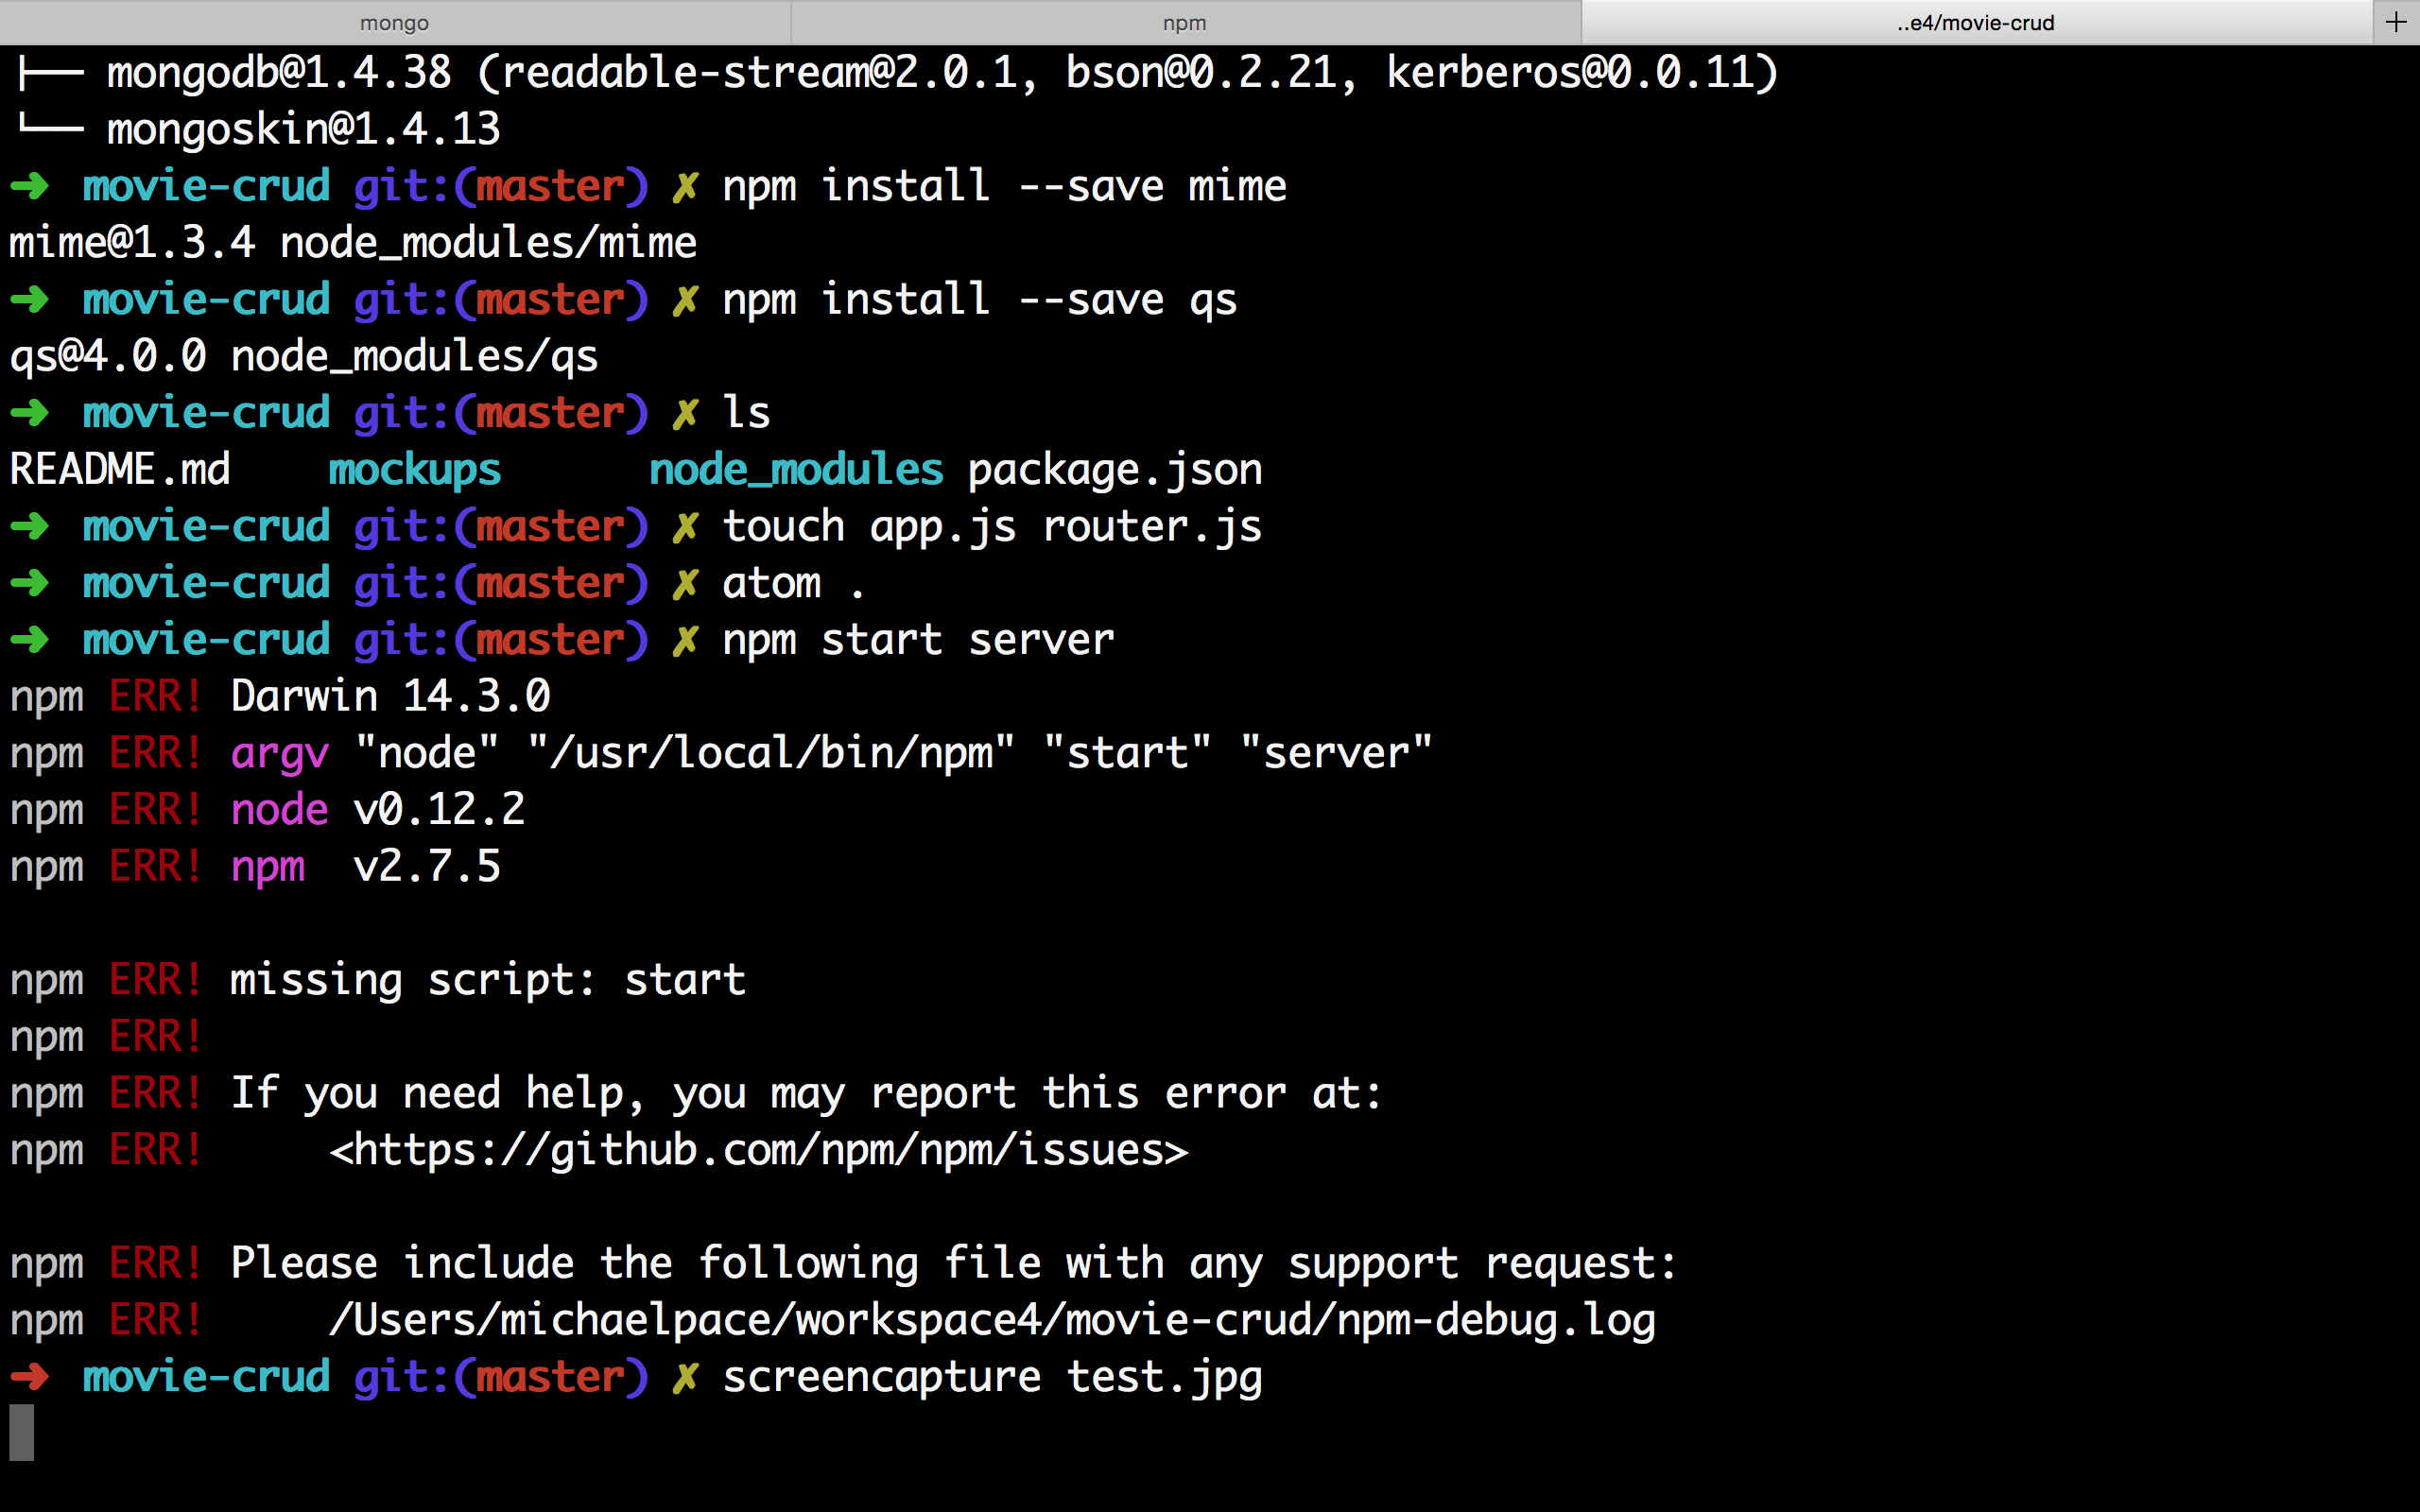 mongo npm ..e4/movie-crud +
├── mongodb@1.4.38 (readable-stream@2.0.1, bson@0.2.21, kerberos@0.0.11)
└── mongoskin@1.4.13
➜ movie-crud git:(master) ✗ npm install --save mime
mime@1.3.4 node_modules/mime
➜ movie-crud git:(master) ✗ npm install --save qs
qs@4.0.0 node_modules/qs
➜ movie-crud git:(master) ✗ ls
README.md mockups node_modules package.json
➜ movie-crud git:(master) ✗ touch app.js router.js
➜ movie-crud git:(master) ✗ atom .
➜ movie-crud git:(master) ✗ npm start server
npm ERR! Darwin 14.3.0
npm ERR! argv "node" "/usr/local/bin/npm" "start" "server"
npm ERR! node v0.12.2
npm ERR! npm v2.7.5
npm ERR! missing script: start
npm ERR!
npm ERR! If you need help, you may report this error at:
npm ERR! <https://github.com/npm/npm/issues>
npm ERR! Please include the following file with any support request:
npm ERR! /Users/michaelpace/workspace4/movie-crud/npm-debug.log
➜ movie-crud git:(master) ✗ screencapture test.jpg